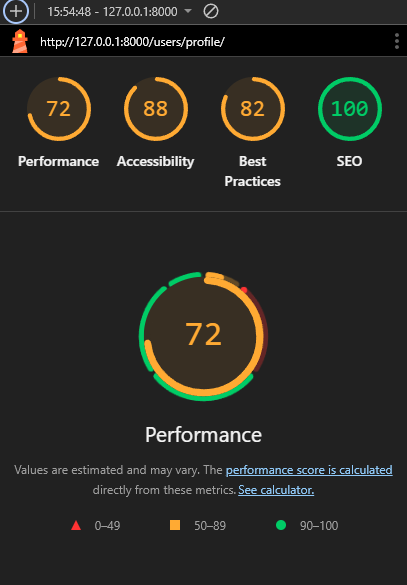 15:54:48 - 127.0.0.1:8000
http://127.0.0.1:8000/users/profile/
72 88 82 100
Performance Accessibility Best Practices SEO
72
Performance
Values are estimated and may vary. The performance score is calculated
directly from these metrics. See calculator.
0–49 50–89 90–100